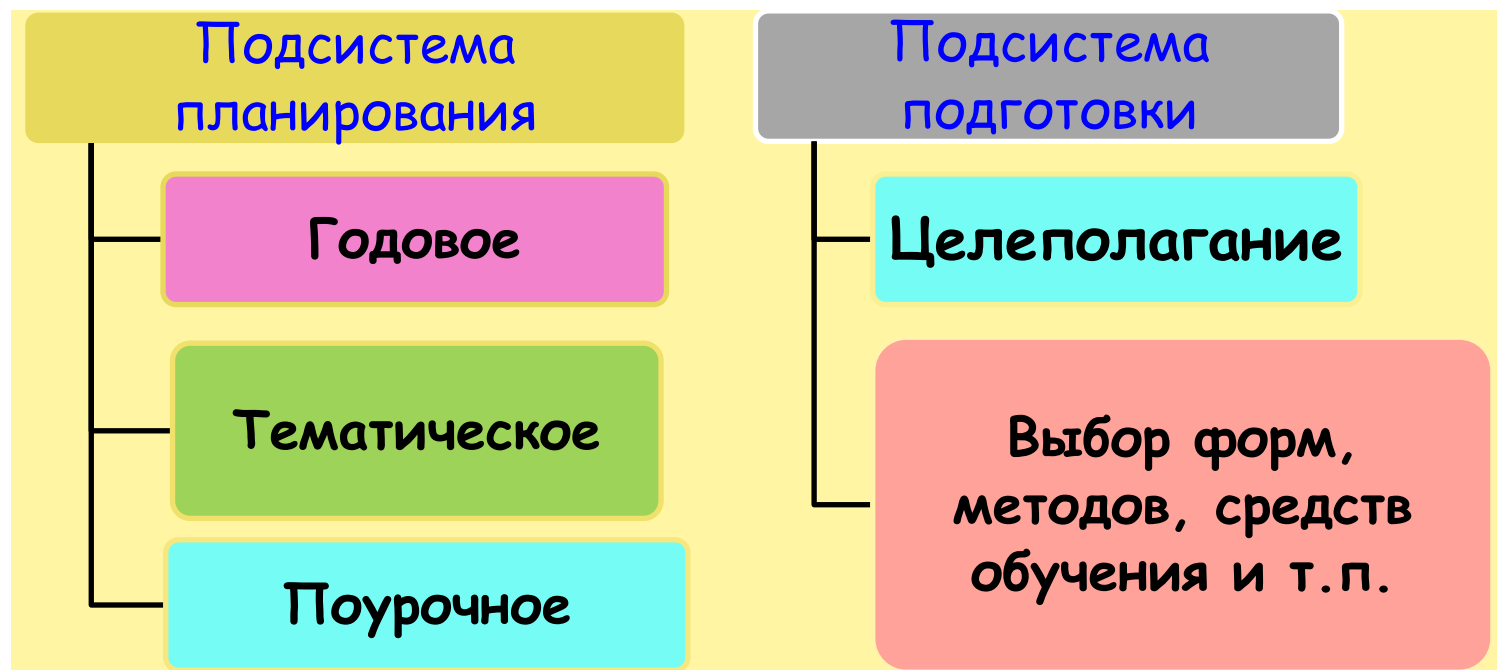 Подсистема
планирования
Годовое
Тематическое
Поурочное
Подсистема
подготовки
Целеполагание
Выбор форм,
методов, средств
обучения и т.п.